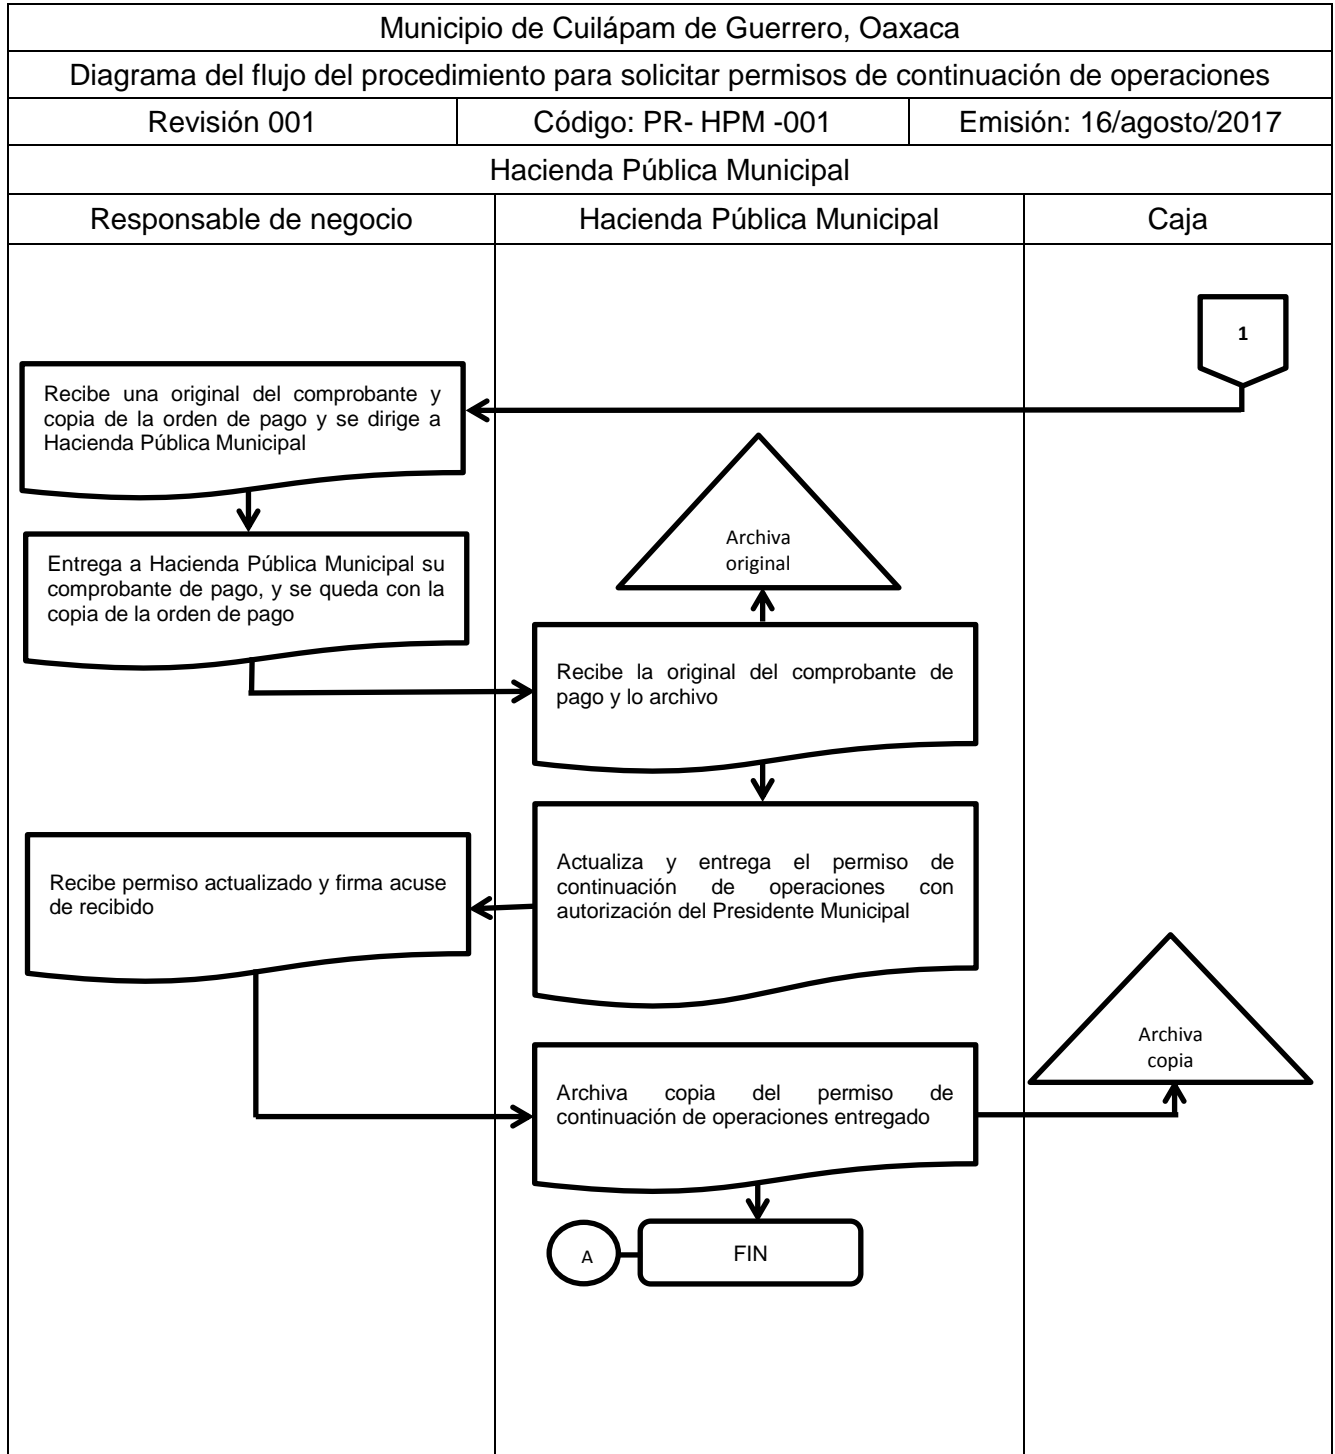 Municipio de Cuilápam de Guerrero, Oaxaca
Diagrama del flujo del procedimiento para solicitar permisos de continuación de operaciones
Revisión 001
Código: PR- HPM -001
Emisión: 16/agosto/2017
Hacienda Pública Municipal
Responsable de negocio
Hacienda Pública Municipal
Caja
1
Recibe una original del comprobante y
copia de la orden de pago y se dirige a
Hacienda Pública Municipal
Entrega a Hacienda Pública Municipal su
comprobante de pago, y se queda con la
copia de la orden de pago
Archiva
original
Recibe la original del comprobante de
pago y lo archivo
Actualiza y entrega el permiso de
continuación de operaciones con
autorización del Presidente Municipal
Recibe permiso actualizado y firma acuse
de recibido
Archiva copia del permiso de
continuación de operaciones entregado
Archiva
copia
A
FIN